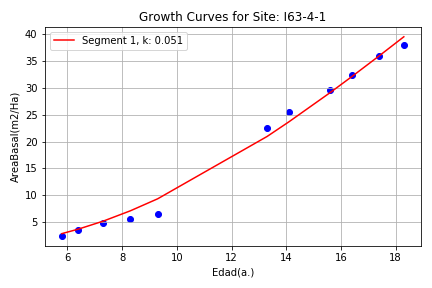 Growth Curves for Site: I63-4-1
Segment 1, k: 0.051
AreaBasal(m2/Ha)
40
35
30
25
20
15
10
5
6 8 10 12 14 16 18
Edad(a.)